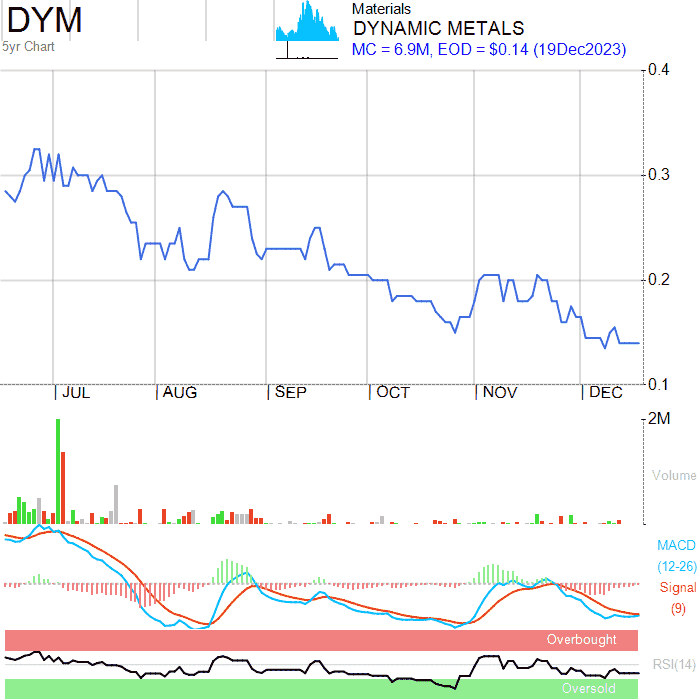 DYM
5yr Chart
Materials
DYNAMIC METALS
MC = 6.9M, EOD = $0.14 (19Dec2023)
0.4
0.3
0.2
0.1
JUL AUG SEP OCT NOV DEC
2M
Volume
MACD
(12-26)
Signal
(9)
Overbought
RSI(14)
Oversold